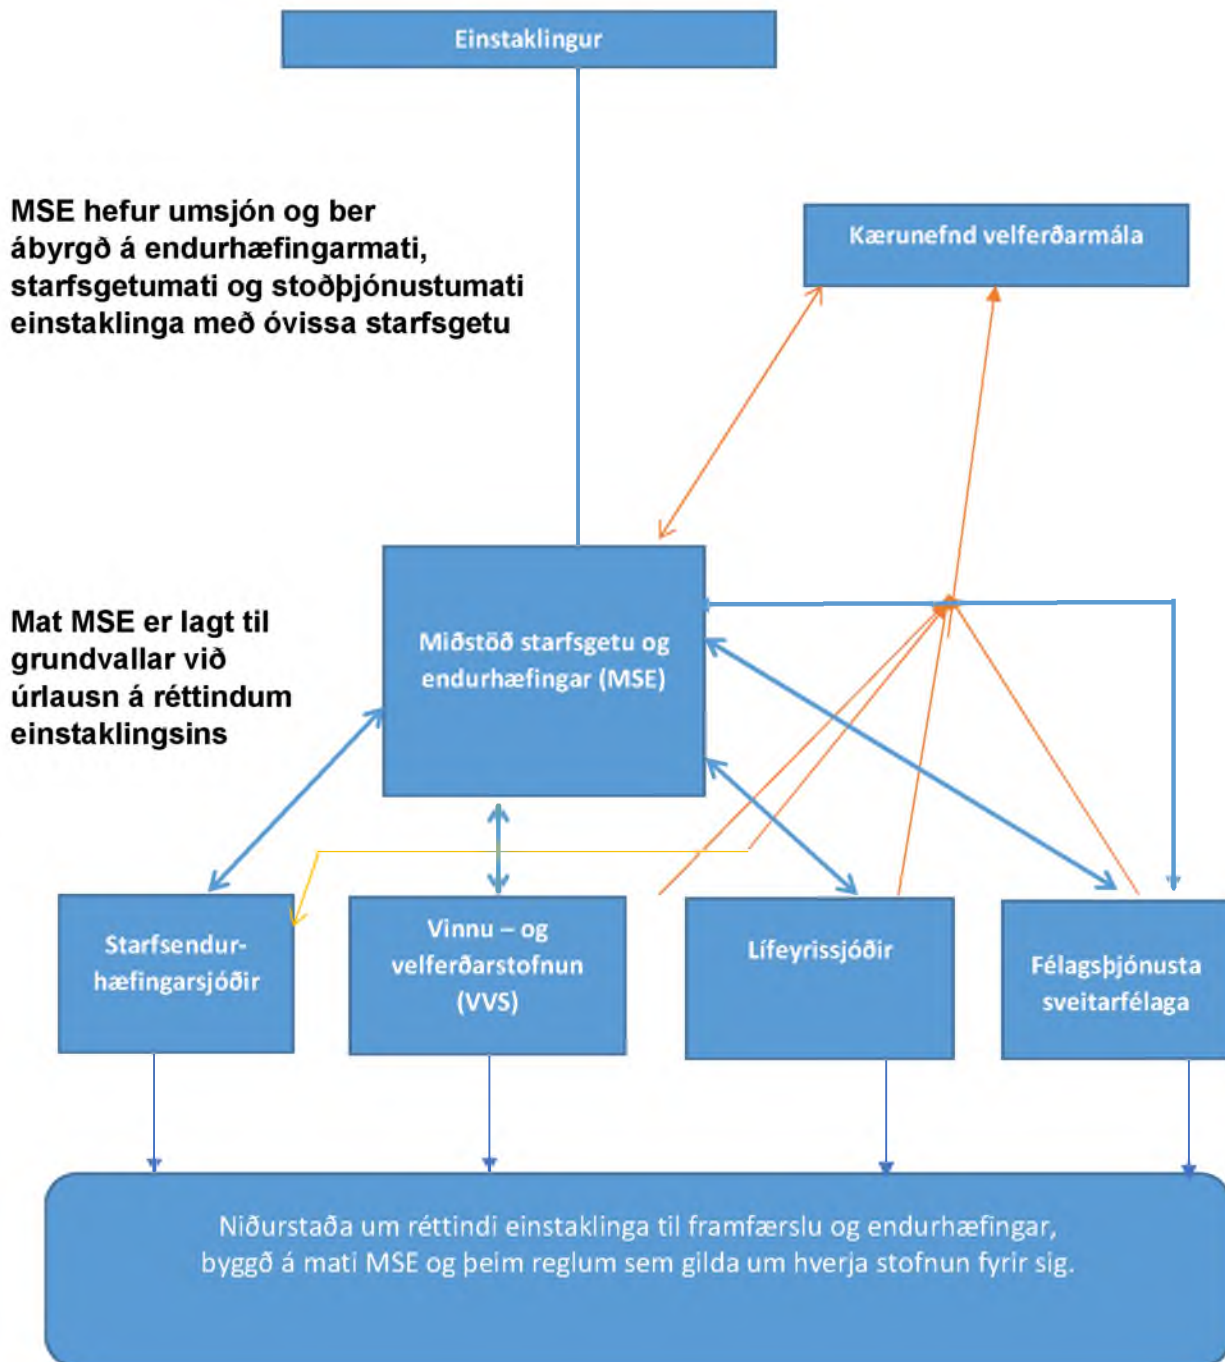 Einstaklingur
MSE hefur umsjón og ber
ábyrgð á endurhæfingarmati,
starfsgetumati og stoðþjónustumati
einstaklinga með óvissa starfsgetu
Kærunefnd velferðarmála
Mat MSE er lagt til
grundvallar við
úrlausn á réttindum
einstaklingsins
Miðstöð starfsgetu og
endurhæfingar (MSE)
Starfsendur-
hæfingarsjóðir
Vinnu – og
velferðarstofnun
(VVS)
Lífeyrissjóðir
Félagsþjónusta
sveitarfélaga
Niðurstaða um réttindi einstaklinga til framfærslu og endurhæfingar,
byggð á mati MSE og þeim reglum sem gilda um hverja stofnun fyrir sig.